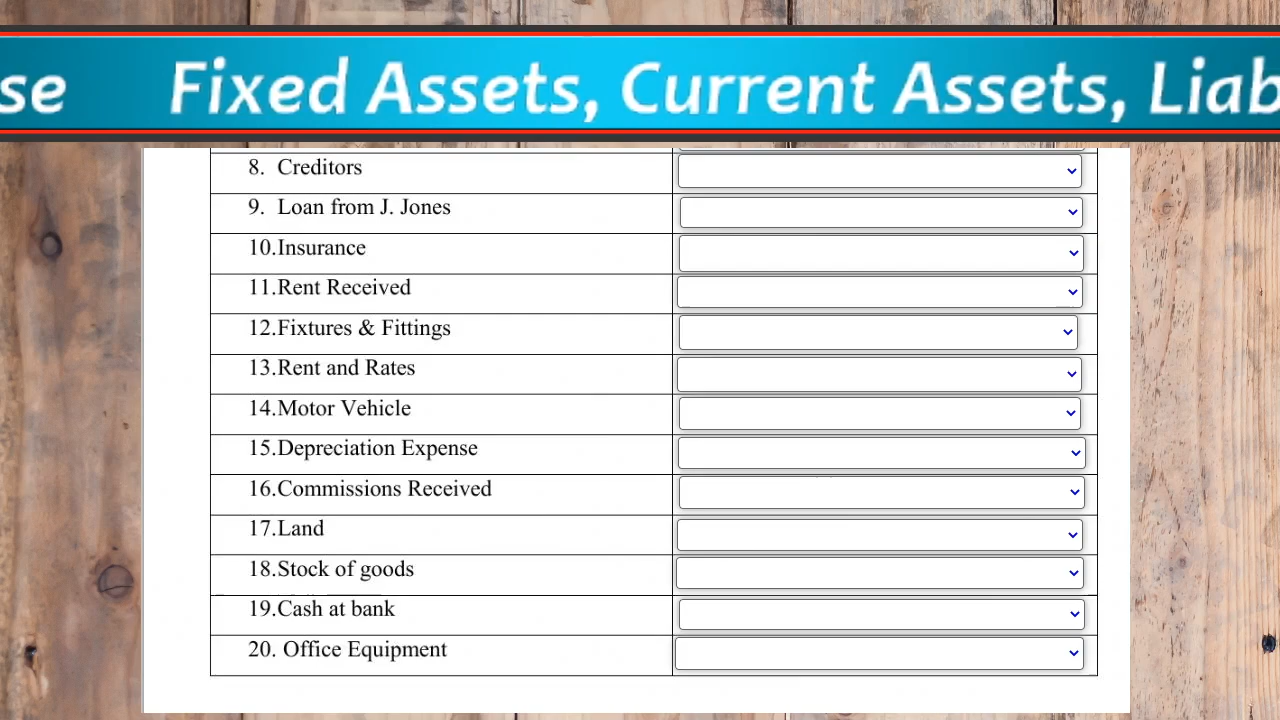 se Fixed Assets, Current Assets, Liab
8. Creditors
9. Loan from J. Jones
10.Insurance
11.Rent Received
12.Fixtures & Fittings
13.Rent and Rates
14.Motor Vehicle
15.Depreciation Expense
16.Commissions Received
17.Land
18.Stock of goods
19.Cash at bank
20. Office Equipment